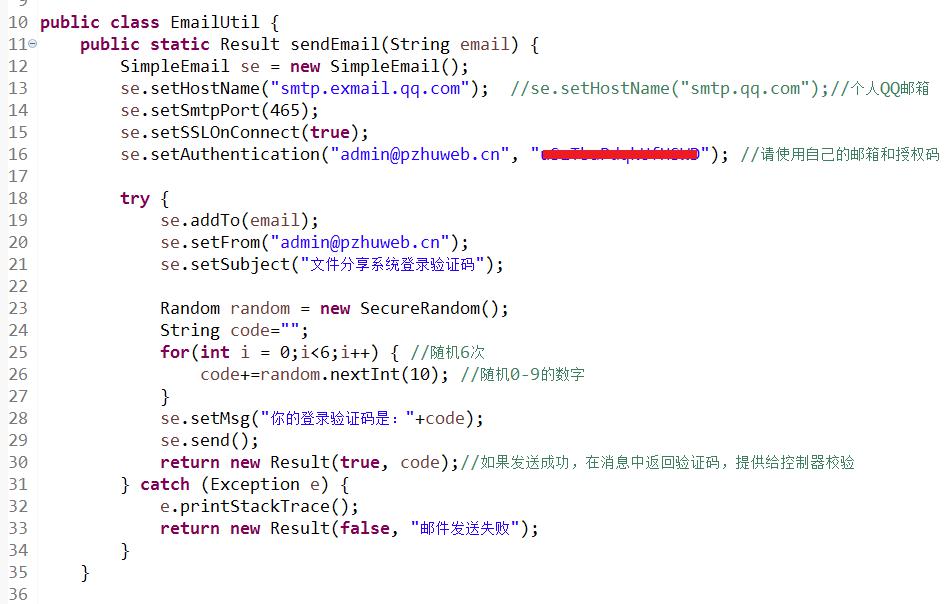 9
10 public class EmailUtil {
11 public static Result sendEmail(String email) {
12 SimpleEmail se = new SimpleEmail();
13 se.setHostName("smtp.exmail.qq.com"); //se.setHostName("smtp.qq.com");//个人QQ邮箱
14 se.setSmtpPort(465);
15 se.setSSLOnConnect(true);
16 se.setAuthentication("admin@pzhuweb.cn", ""); //请使用自己的邮箱和授权码
17
18 try {
19 se.addTo(email);
20 se.setFrom("admin@pzhuweb.cn");
21 se.setSubject("文件分享系统登录验证码");
22
23 Random random = new SecureRandom();
24 String code="";
25 for(int i = 0;i<6;i++) { //随机6次
26 code+=random.nextInt(10); //随机0-9的数字
27 }
28 se.setMsg("你的登录验证码是："+code);
29 se.send();
30 return new Result(true, code);//如果发送成功，在消息中返回验证码，提供给控制器校验
31 } catch (Exception e) {
32 e.printStackTrace();
33 return new Result(false, "邮件发送失败");
34 }
35 }
36